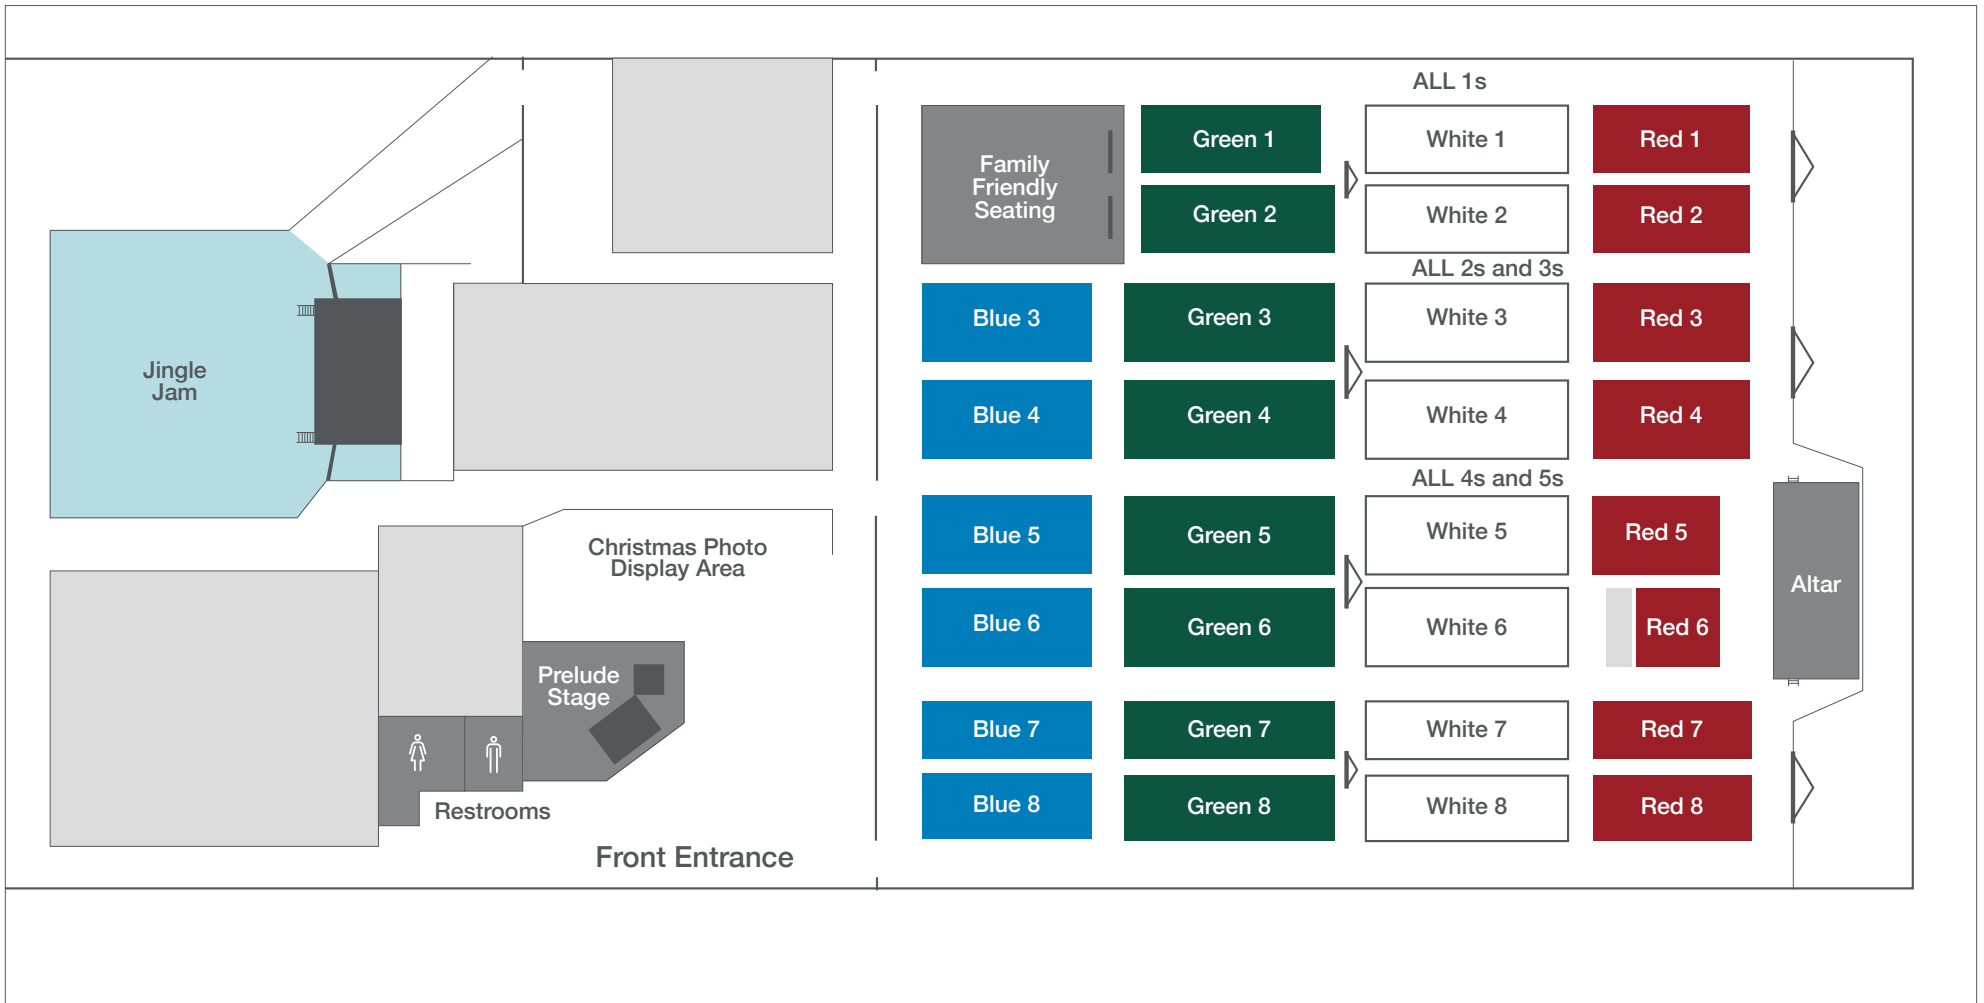 ALL 1s
Family
Friendly
Seating
Green 1
White 1
Red 1
Green 2
White 2
Red 2
ALL 2s and 3s
Blue 3
Green 3
White 3
Red 3
Blue 4
Green 4
White 4
Red 4
ALL 4s and 5s
Blue 5
Green 5
White 5
Red 5
Blue 6
Green 6
White 6
Red 6
Altar
Blue 7
Green 7
White 7
Red 7
Blue 8
Green 8
White 8
Red 8
Jingle
Jam
Christmas Photo
Display Area
Prelude
Stage
Restrooms
Front Entrance